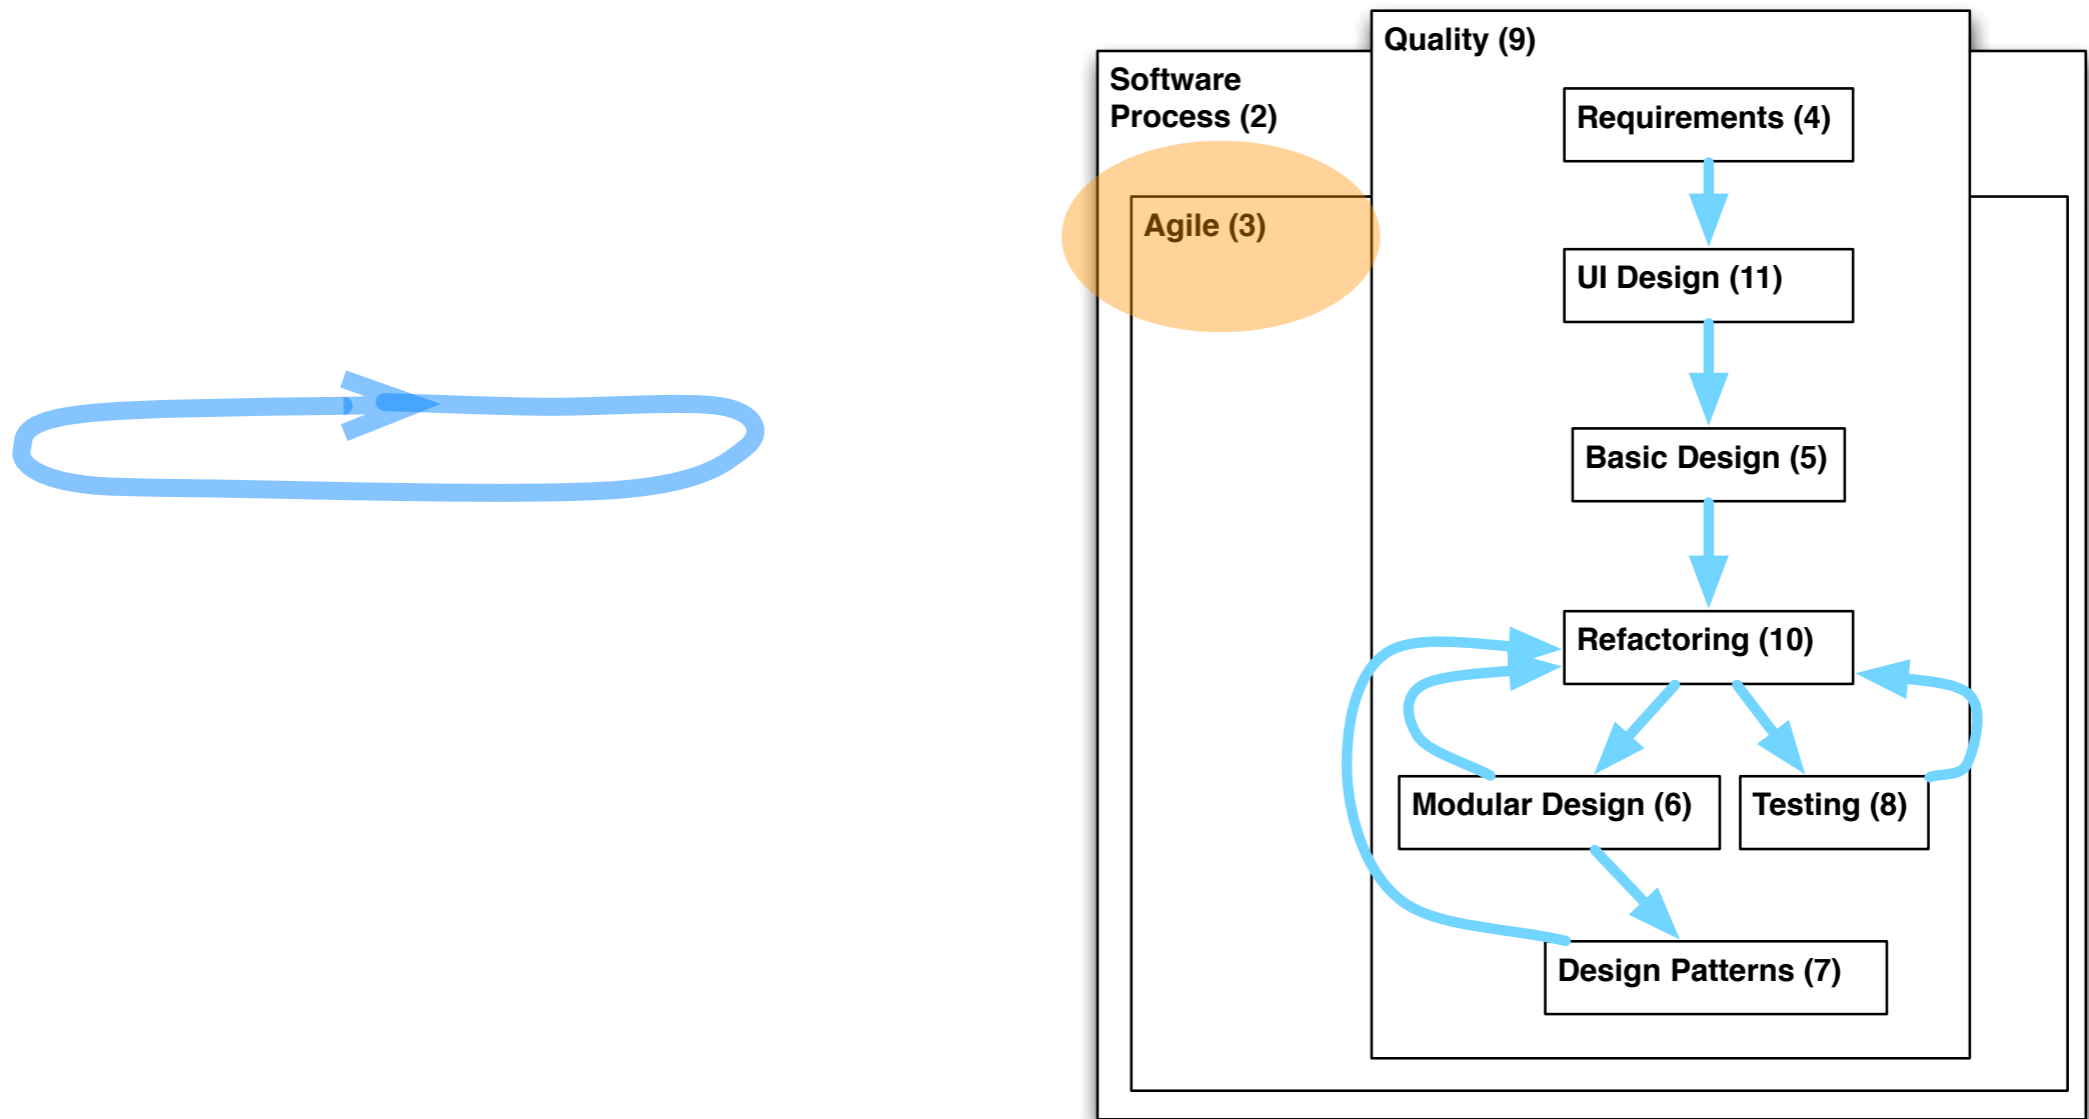 Quality (9)
Software
Process (2)
Requirements (4)
Agile (3)
UI Design (11)
Basic Design (5)
Refactoring (10)
Modular Design (6)
Testing (8)
Design Patterns (7)